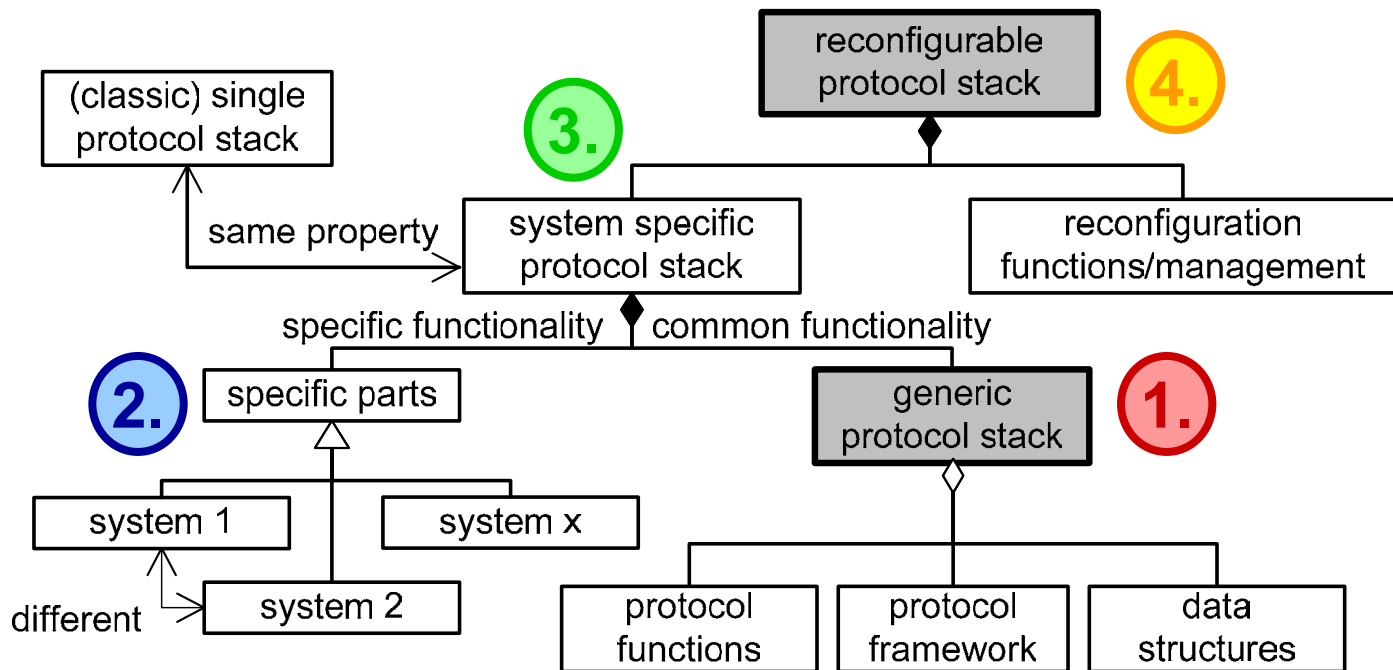 reconfigurable
protocol stack
4.
(classic) single
protocol stack
3.
same property
system specific
protocol stack
reconfiguration
functions/management
specific functionality
common functionality
2.
specific parts
generic
protocol stack
1.
system 1
system x
different
system 2
protocol
functions
protocol
framework
data
structures